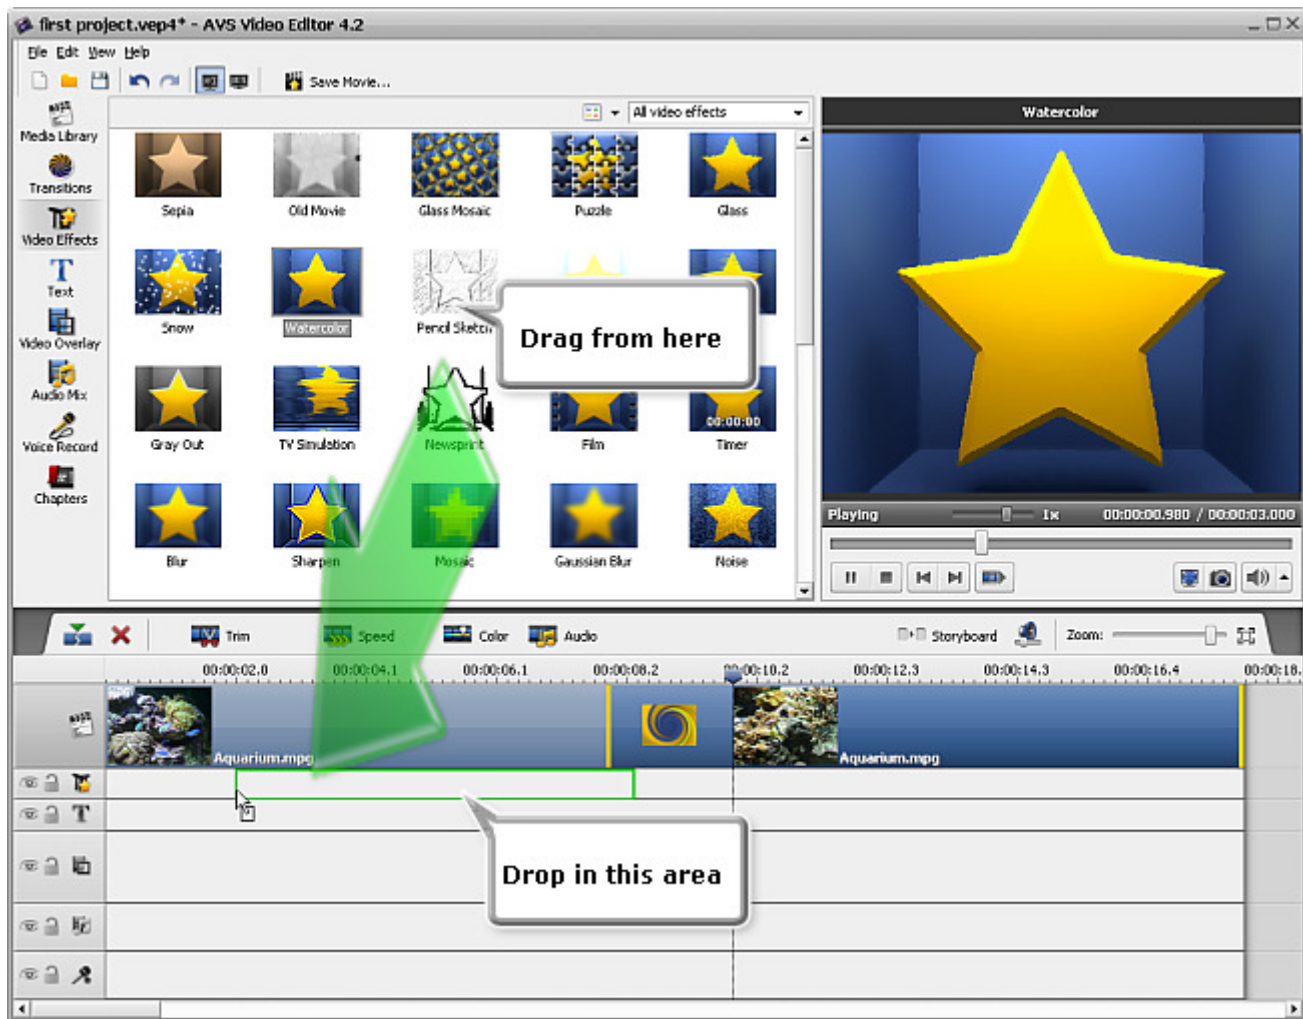 first project.vep4* - AVS Video Editor 4.2
File Edit View Help
Save Movie...
Media Library
Transitions
Video Effects
Text
Video Overlay
Audio Mix
Voice Record
Chapters
All video effects
Sepia Old Movie Glass Mosaic Puzzle Glass
Snow Watercolor Pencil Sketch
Drag from here
00:00:00
Gray Out TV Simulation Newsprint Film Timer
Blur Sharpen Mosaic Gaussian Blur Noise
Watercolor
Playing 1x 00:00:00.980 / 00:00:03.000
Trim Speed Color Audio Storyboard Zoom:
00:00:02.0 00:00:04.1 00:00:06.1 00:00:08.2 00:00:10.2 00:00:12.3 00:00:14.3 00:00:16.4 00:00:18.
Aquarium.mpg Aquarium.mpg
T
Drop in this area